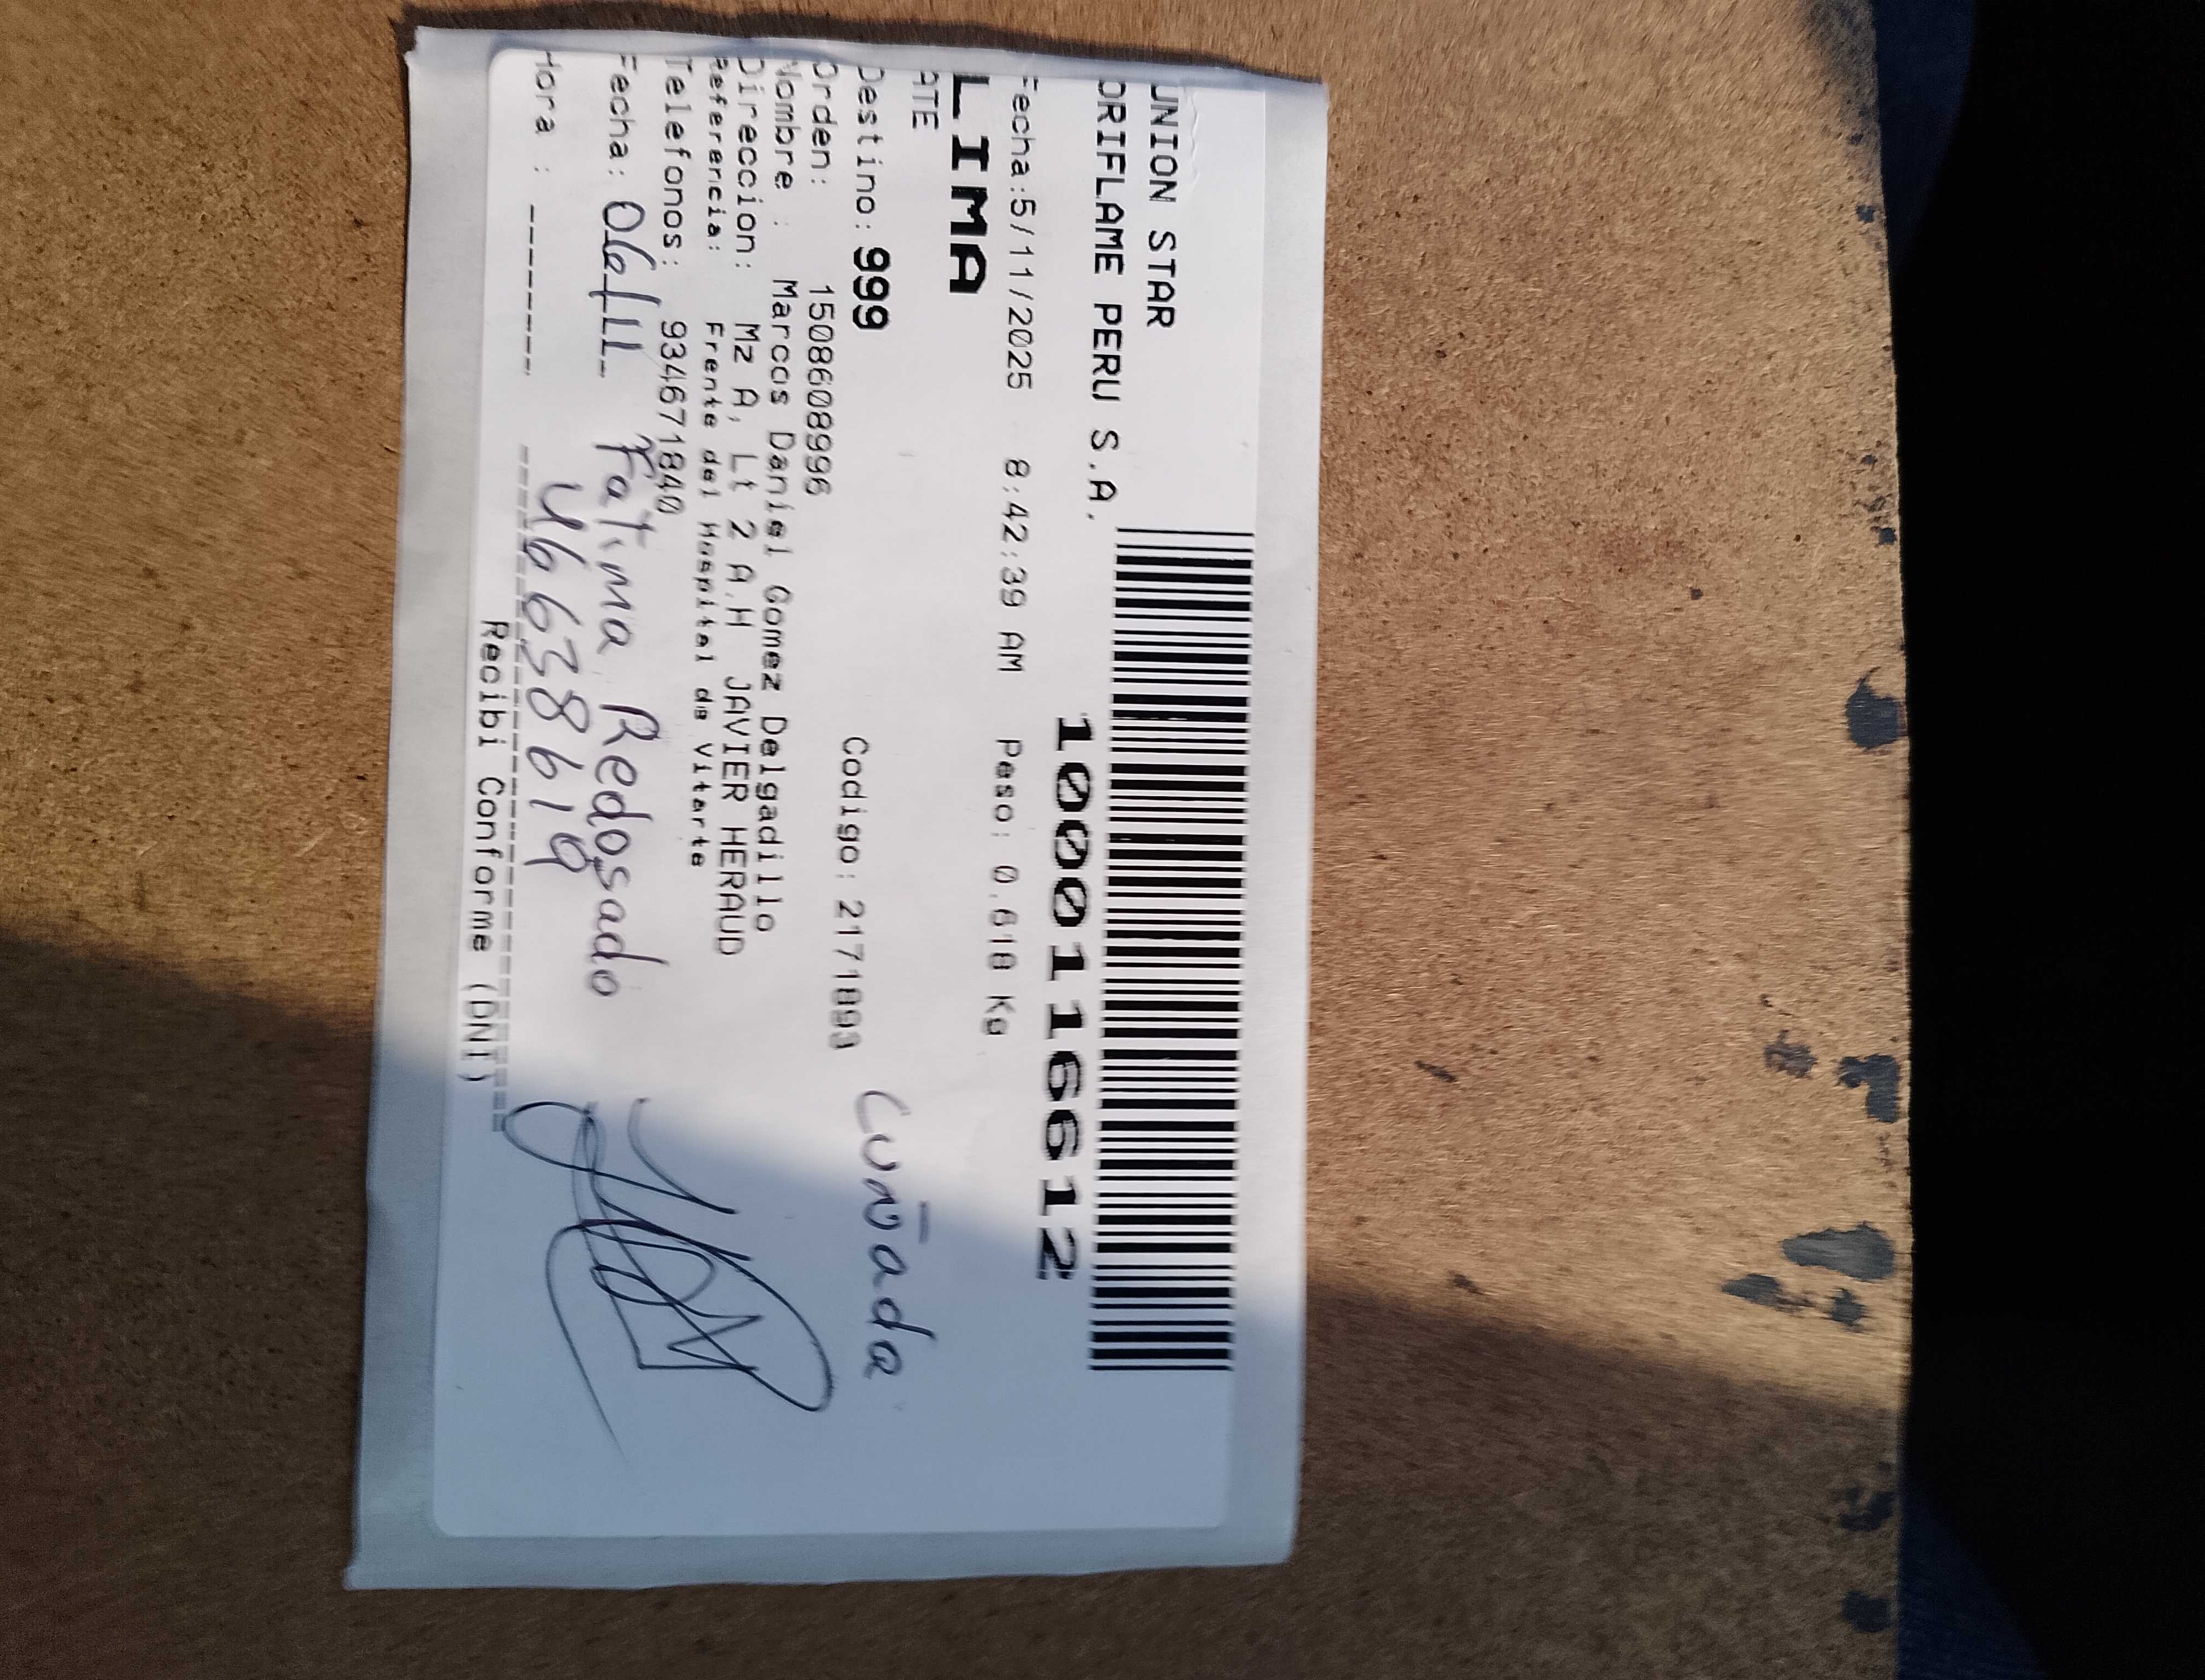 UNION STAR
ORIFLAME PERU S.A.
1000116612
Fecha:5/11/2025 8:42:39 AM Peso: 0.618 Kg
LIMA
ATE
Cuñada
Destino: 999 Codigo: 2171893
Orden: 1508608996
Nombre : Marcos Daniel Gomez Delgadillo
Direccion: Mz A, Lt 2 A.H JAVIER HERAUD
Referencia: Frente del Hospital de Vitarte
Telefonos: 934671840
Fecha: 06/11 Fatima Redosado
Hora : 46638619
Recibi Conforme (DNI)